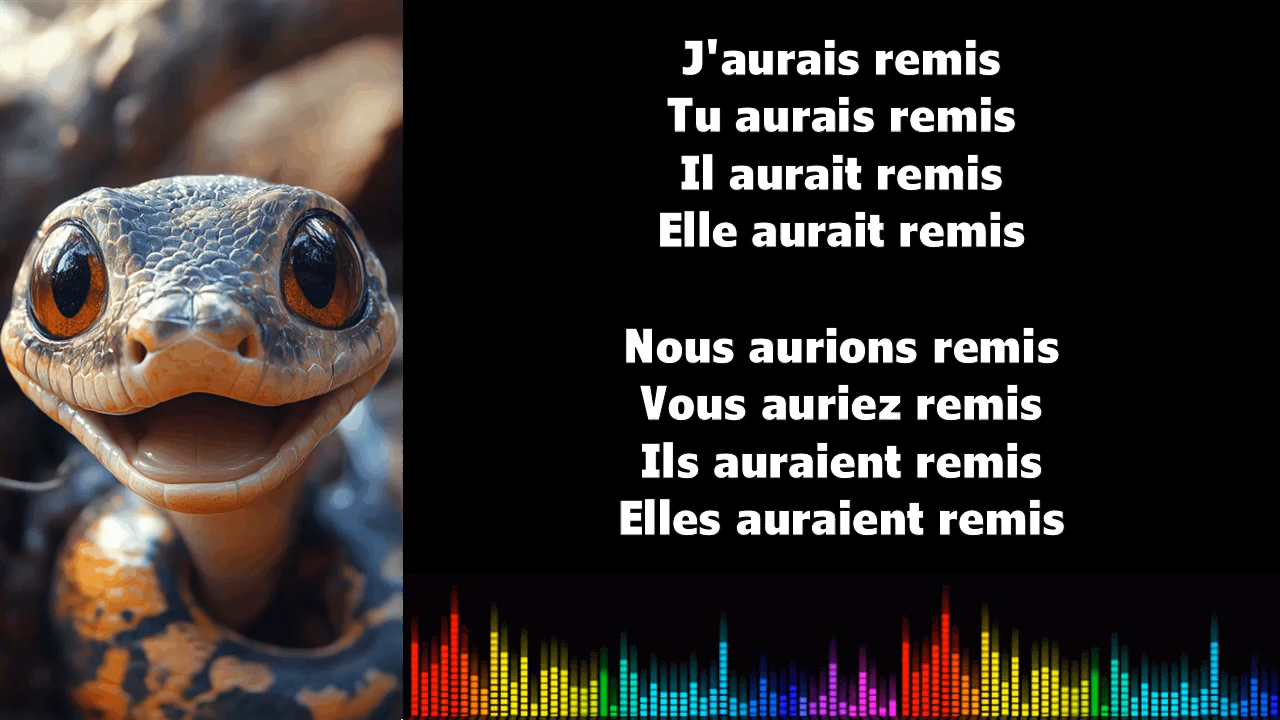 J'aurais remis
Tu aurais remis
Il aurait remis
Elle aurait remis
Nous aurions remis
Vous auriez remis
Ils auraient remis
Elles auraient remis